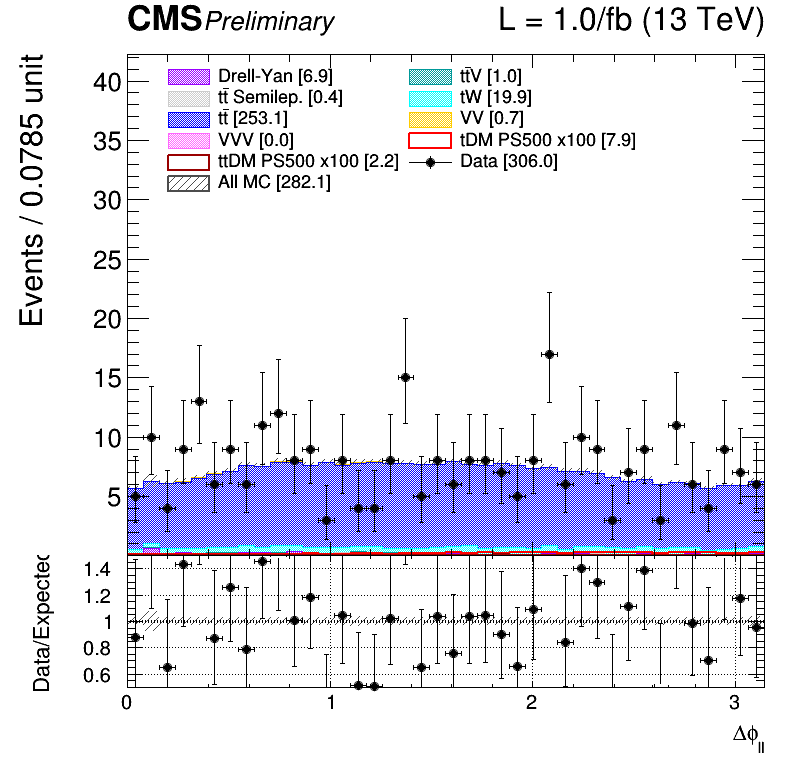 CMS Preliminary L = 1.0/fb (13 TeV)
Events / 0.0785 unit
40
35
30
25
20
15
10
5
Drell-Yan [6.9]
tt̄ Semilep. [0.4]
tt̄ [253.1]
VVV [0.0]
ttDM PS500 x100 [2.2]
All MC [282.1]
tt̄V [1.0]
tW [19.9]
VV [0.7]
tDM PS500 x100 [7.9]
Data [306.0]
Data/Expected
1.4
1.2
1
0.8
0.6
0 1 2 3
Δϕ_ll